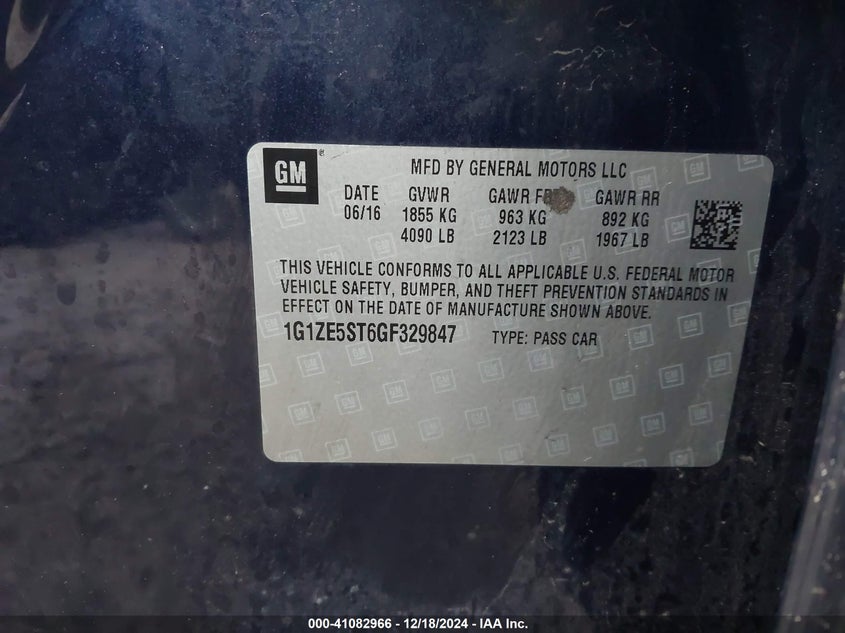 GM
®
MFD BY GENERAL MOTORS LLC
DATE GVWR GAWR FRT GAWR RR
06/16 1855 KG 963 KG 892 KG
4090 LB 2123 LB 1967 LB
THIS VEHICLE CONFORMS TO ALL APPLICABLE U.S. FEDERAL MOTOR
VEHICLE SAFETY, BUMPER, AND THEFT PREVENTION STANDARDS IN
EFFECT ON THE DATE OF MANUFACTURE SHOWN ABOVE.
1G1ZE5ST6GF329847 TYPE: PASS CAR
000-41082966 - 12/18/2024 - IAA Inc.